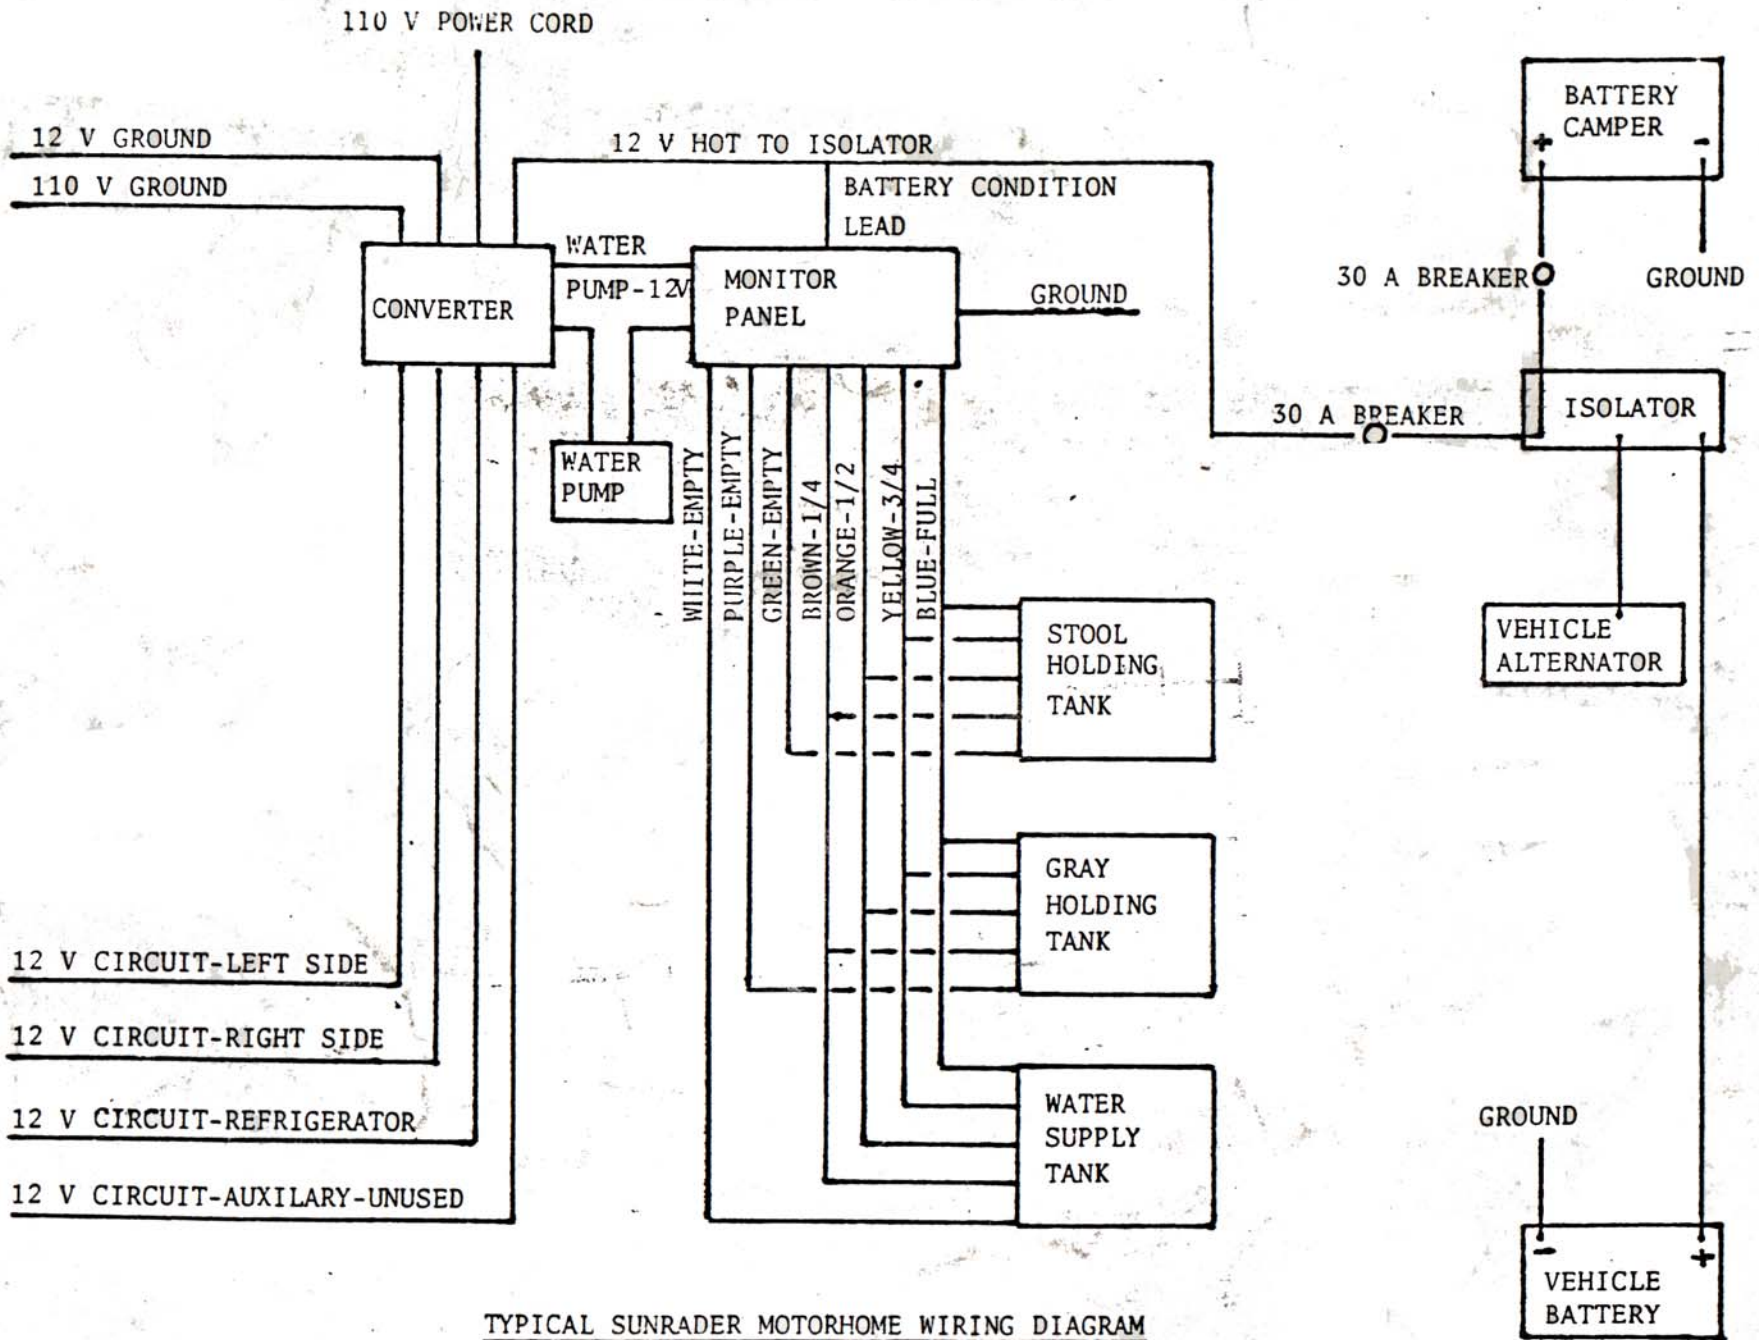 110 V POWER CORD
12 V GROUND
110 V GROUND
12 V HOT TO ISOLATOR
BATTERY CONDITION
LEAD
BATTERY
CAMPER
+ -
30 A BREAKER
GROUND
CONVERTER
WATER
PUMP-12V
MONITOR
PANEL
GROUND
30 A BREAKER
ISOLATOR
WATER
PUMP
WHITE-EMPTY
PURPLE-EMPTY
GREEN-EMPTY
BROWN-1/4
ORANGE-1/2
YELLOW-3/4
BLUE-FULL
STOOL
HOLDING
TANK
VEHICLE
ALTERNATOR
GRAY
HOLDING
TANK
12 V CIRCUIT-LEFT SIDE
12 V CIRCUIT-RIGHT SIDE
12 V CIRCUIT-REFRIGERATOR
12 V CIRCUIT-AUXILARY-UNUSED
WATER
SUPPLY
TANK
GROUND
- +
VEHICLE
BATTERY
TYPICAL SUNRADER MOTORHOME WIRING DIAGRAM